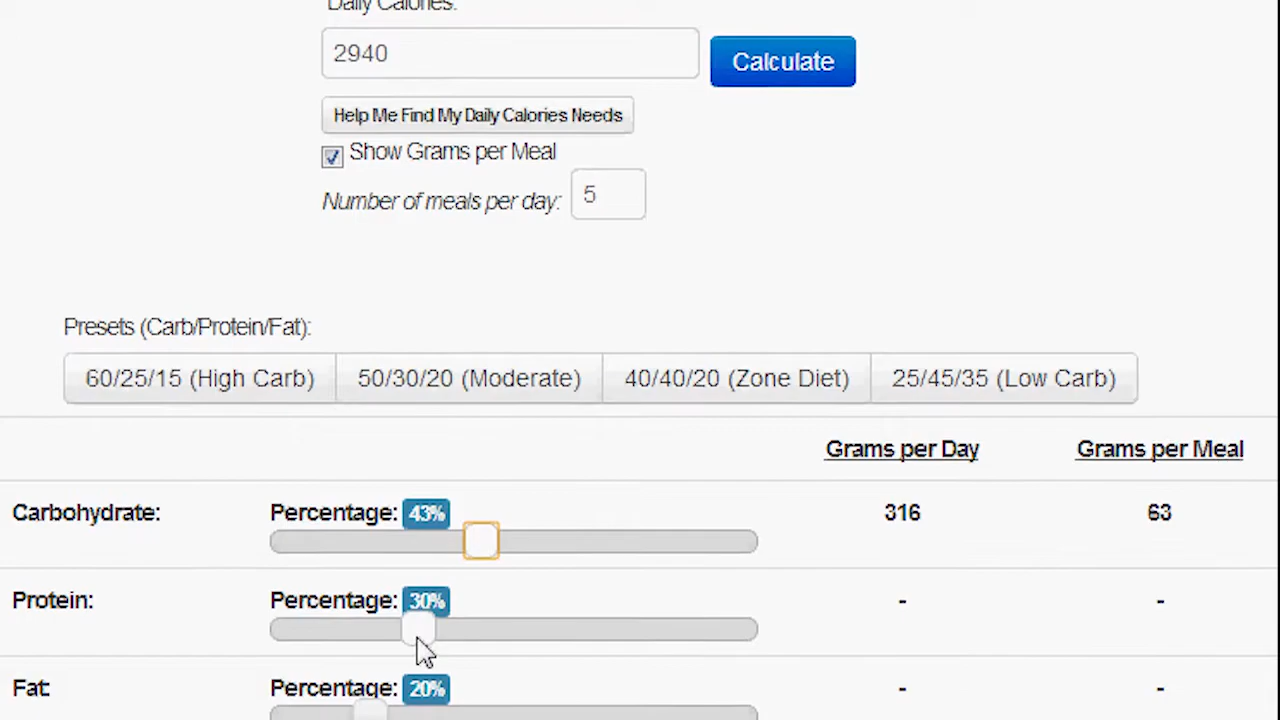 Daily Calories:
2940
Calculate
Help Me Find My Daily Calories Needs
Show Grams per Meal
Number of meals per day: 5
Presets (Carb/Protein/Fat):
60/25/15 (High Carb) 50/30/20 (Moderate) 40/40/20 (Zone Diet) 25/45/35 (Low Carb)
Grams per Day Grams per Meal
Carbohydrate: Percentage: 43% 316 63
Protein: Percentage: 30% - -
Fat: Percentage: 20% - -